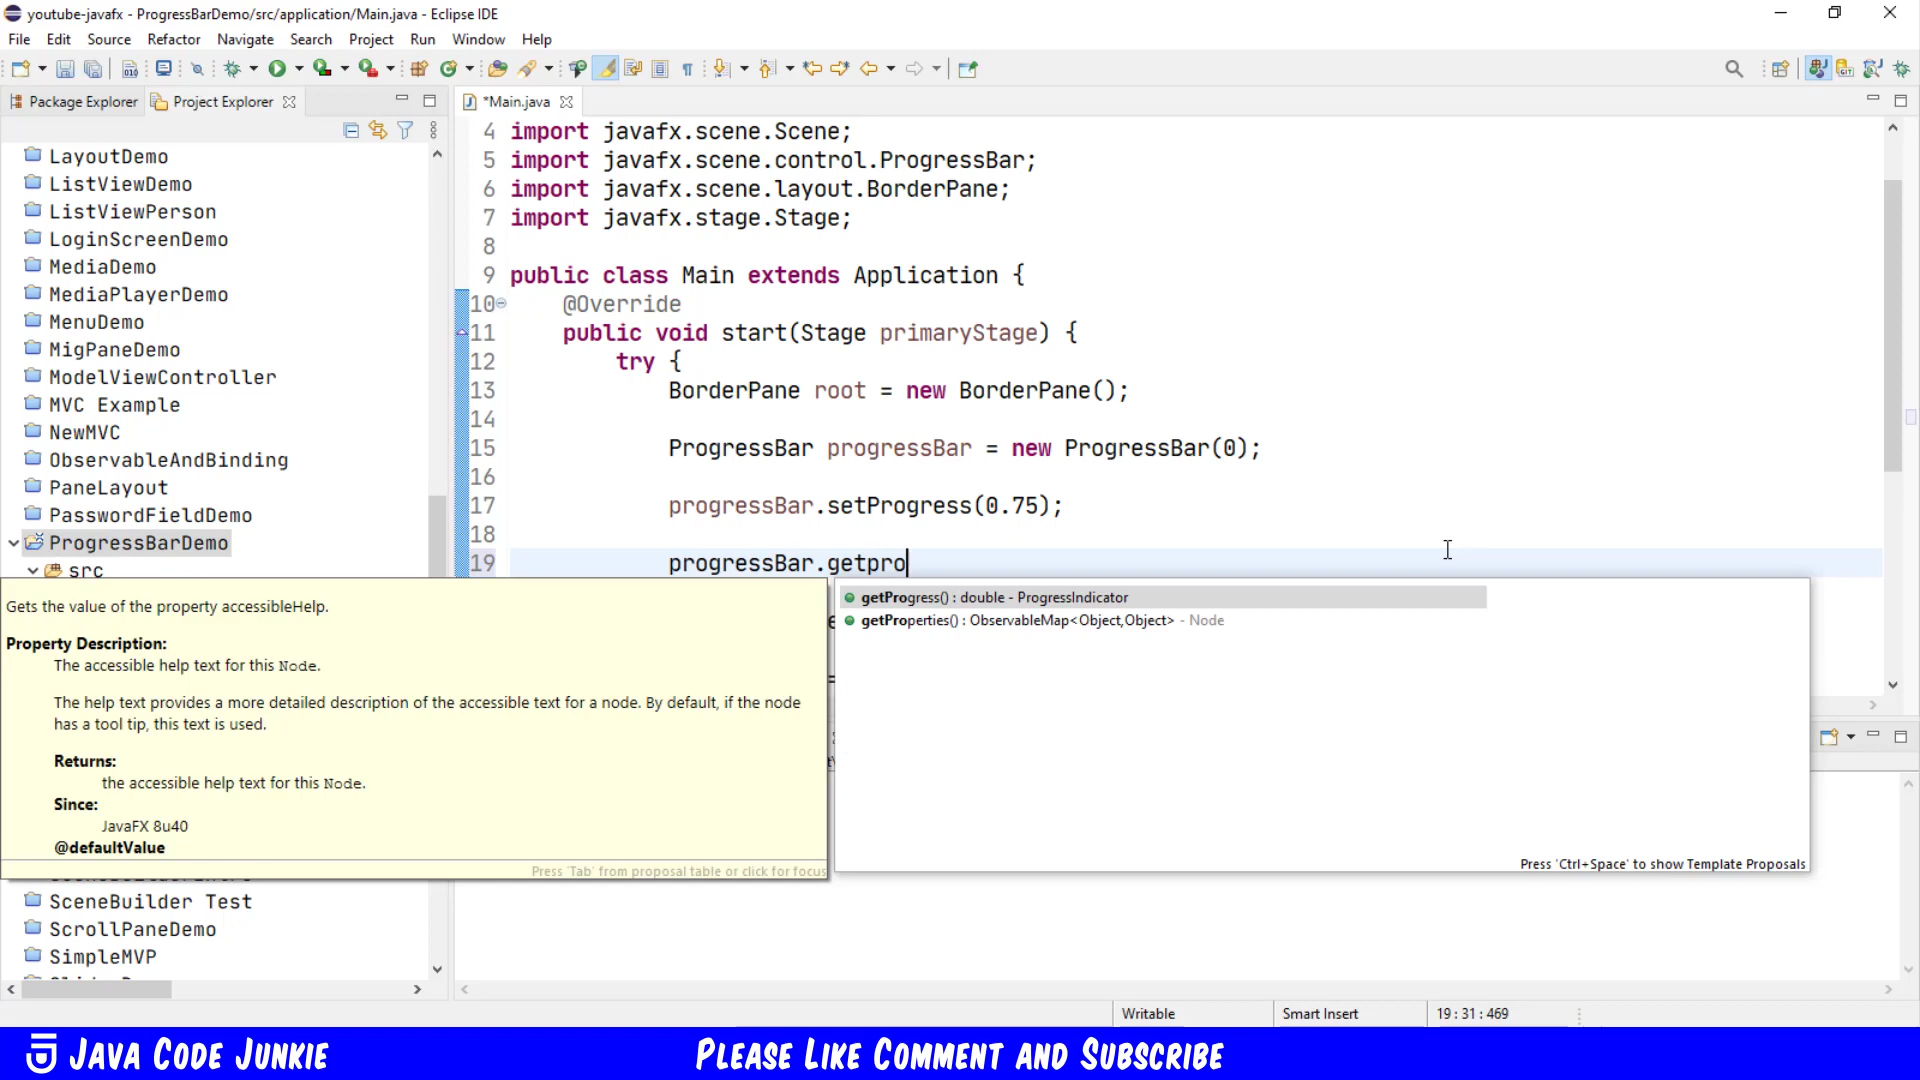 youtube-javafx - ProgressBarDemo/src/application/Main.java - Eclipse IDE
File Edit Source Refactor Navigate Search Project Run Window Help
Package Explorer Project Explorer *Main.java
LayoutDemo
ListViewDemo
ListViewPerson
LoginScreenDemo
MediaDemo
MediaPlayerDemo
MenuDemo
MigPaneDemo
ModelViewController
MVC Example
NewMVC
ObservableAndBinding
PaneLayout
PasswordFieldDemo
ProgressBarDemo
src
4 import javafx.scene.Scene;
5 import javafx.scene.control.ProgressBar;
6 import javafx.scene.layout.BorderPane;
7 import javafx.stage.Stage;
8
9 public class Main extends Application {
10 @Override
11 public void start(Stage primaryStage) {
12 try {
13 BorderPane root = new BorderPane();
14
15 ProgressBar progressBar = new ProgressBar(0);
16
17 progressBar.setProgress(0.75);
18
19 progressBar.getpro
Gets the value of the property accessibleHelp.
Property Description:
The accessible help text for this Node.
The help text provides a more detailed description of the accessible text for a node. By default, if the node
has a tool tip, this text is used.
Returns:
the accessible help text for this Node.
Since:
JavaFX 8u40
@defaultValue
Press 'Tab' from proposal table or click for focus
getProgress() : double - ProgressIndicator
getProperties() : ObservableMap<Object,Object> - Node
Press 'Ctrl+Space' to show Template Proposals
SceneBuilder Test
ScrollPaneDemo
SimpleMVP
Writable Smart Insert 19 : 31 : 469
JAVA CODE JUNKIE PLEASE LIKE COMMENT AND SUBSCRIBE